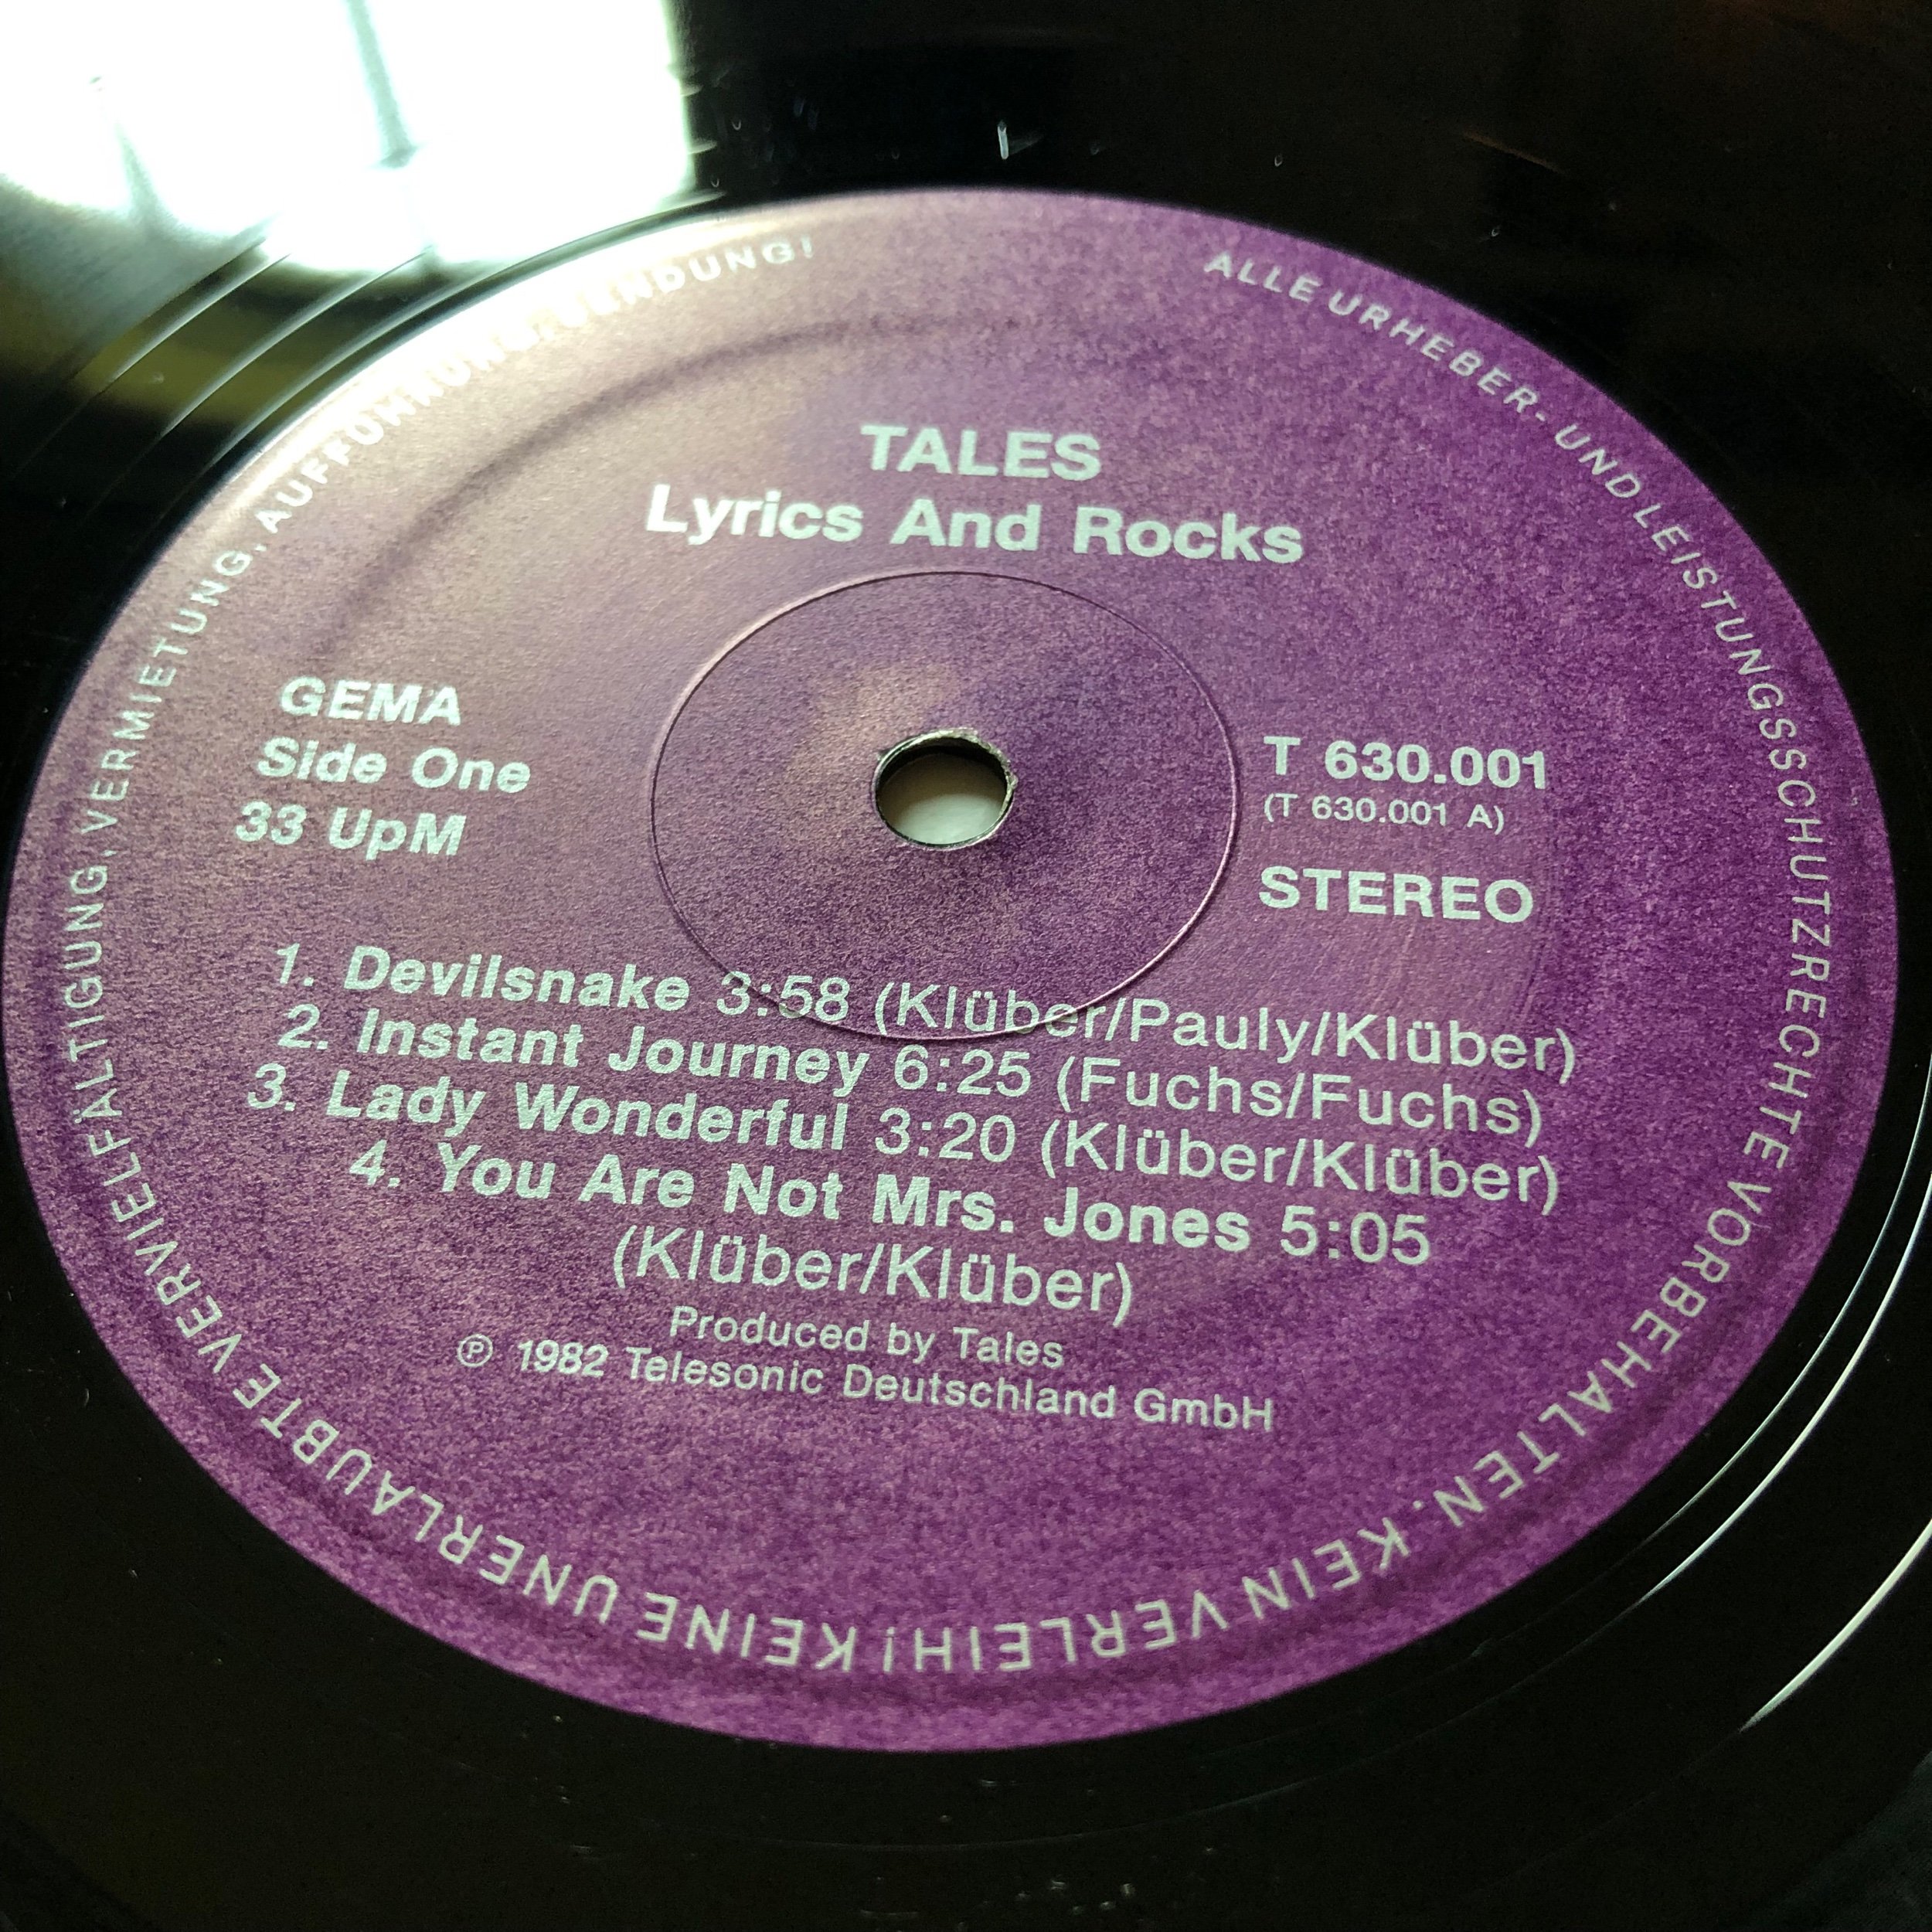 TALES
Lyrics And Rocks
GEMA
Side One
33 UpM
T 630.001
(T 630.001 A)
STEREO
1. Devilsnake 3:58 (Klüber/Pauly/Klüber)
2. Instant Journey 6:25 (Fuchs/Fuchs)
3. Lady Wonderful 3:20 (Klüber/Klüber)
4. You Are Not Mrs. Jones 5:05
(Klüber/Klüber)
Produced by Tales
Ⓟ 1982 Telesonic Deutschland GmbH
ALLE URHEBER- UND LEISTUNGSSCHUTZRECHTE VORBEHALTEN. KEIN VERLEIH! KEINE UNERLAUBTE VERVIELFÄLTIGUNG, VERMIETUNG, AUFFÜHRUNG, SENDUNG!